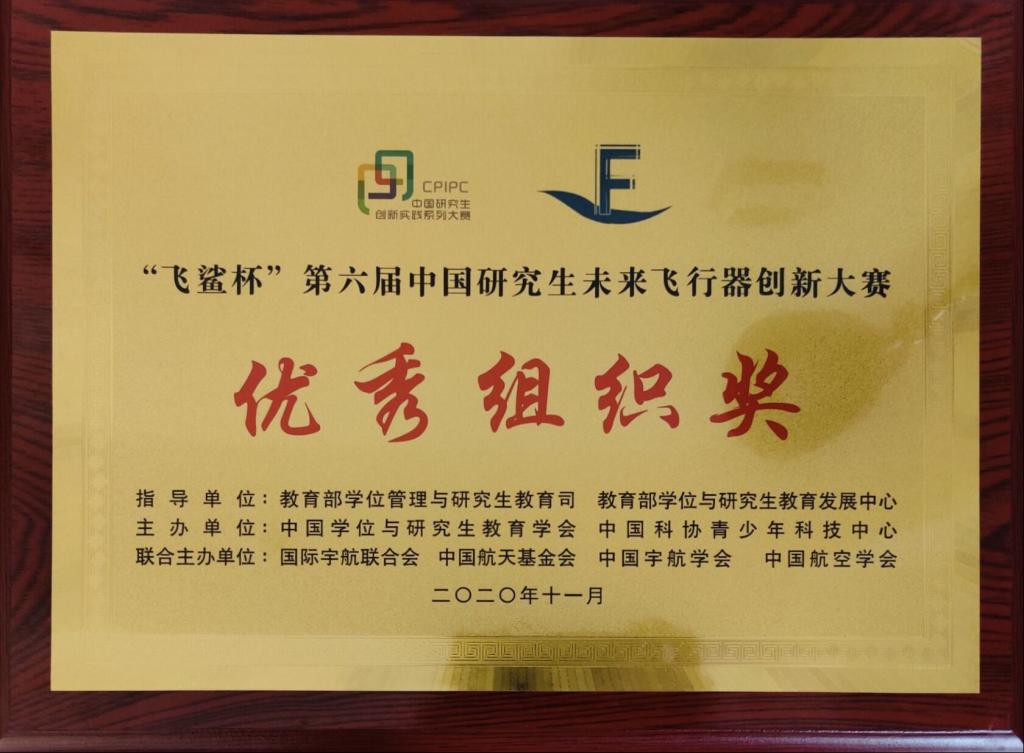 CPIPC
中国研究生
创新实践系列大赛
F
“飞鲨杯”第六届中国研究生未来飞行器创新大赛
优秀组织奖
指导单位：教育部学位管理与研究生教育司 教育部学位与研究生教育发展中心
主办单位：中国学位与研究生教育学会 中国科协青少年科技中心
联合主办单位：国际宇航联合会 中国航天基金会 中国宇航学会 中国航空学会
二〇二〇年十一月